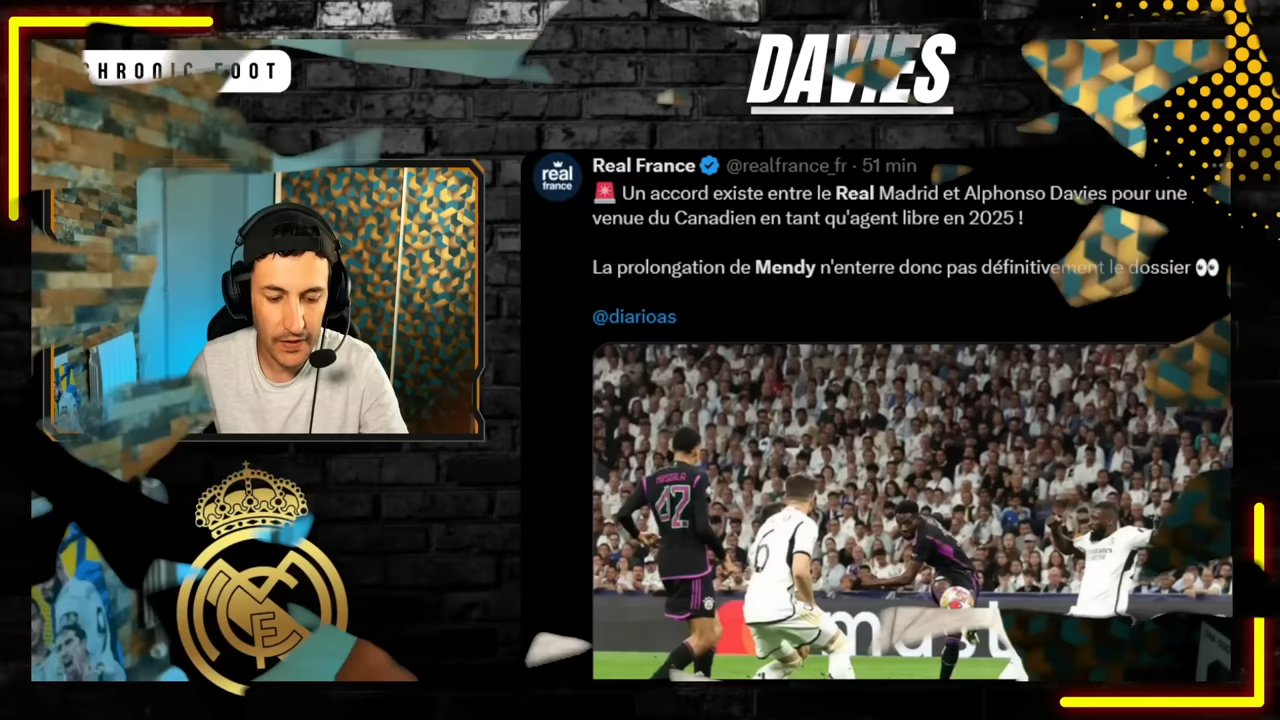 CHRONIC FOOT
DAVIES
real
france
Real France @realfrance_fr · 51 min
🚨 Un accord existe entre le Real Madrid et Alphonso Davies pour une
venue du Canadien en tant qu'agent libre en 2025 !
La prolongation de Mendy n'enterre donc pas définitivement le dossier 👀
@diarioas
MUSIALA
42
6